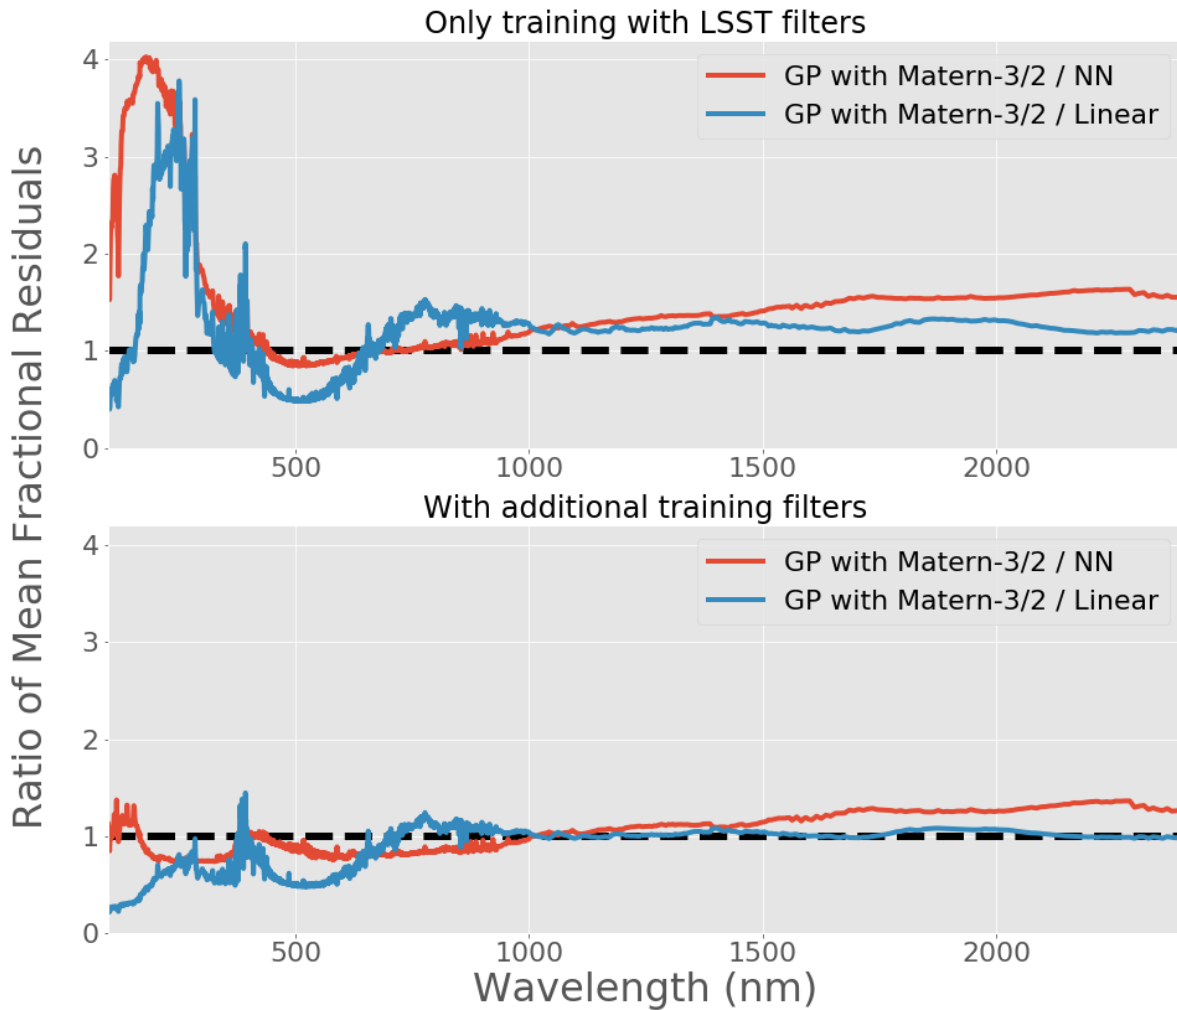 Only training with LSST filters
GP with Matern-3/2 / NN
GP with Matern-3/2 / Linear
4
3
2
1
0
500
1000
1500
2000
Ratio of Mean Fractional Residuals
With additional training filters
GP with Matern-3/2 / NN
GP with Matern-3/2 / Linear
4
3
2
1
0
500
1000
1500
2000
Wavelength (nm)